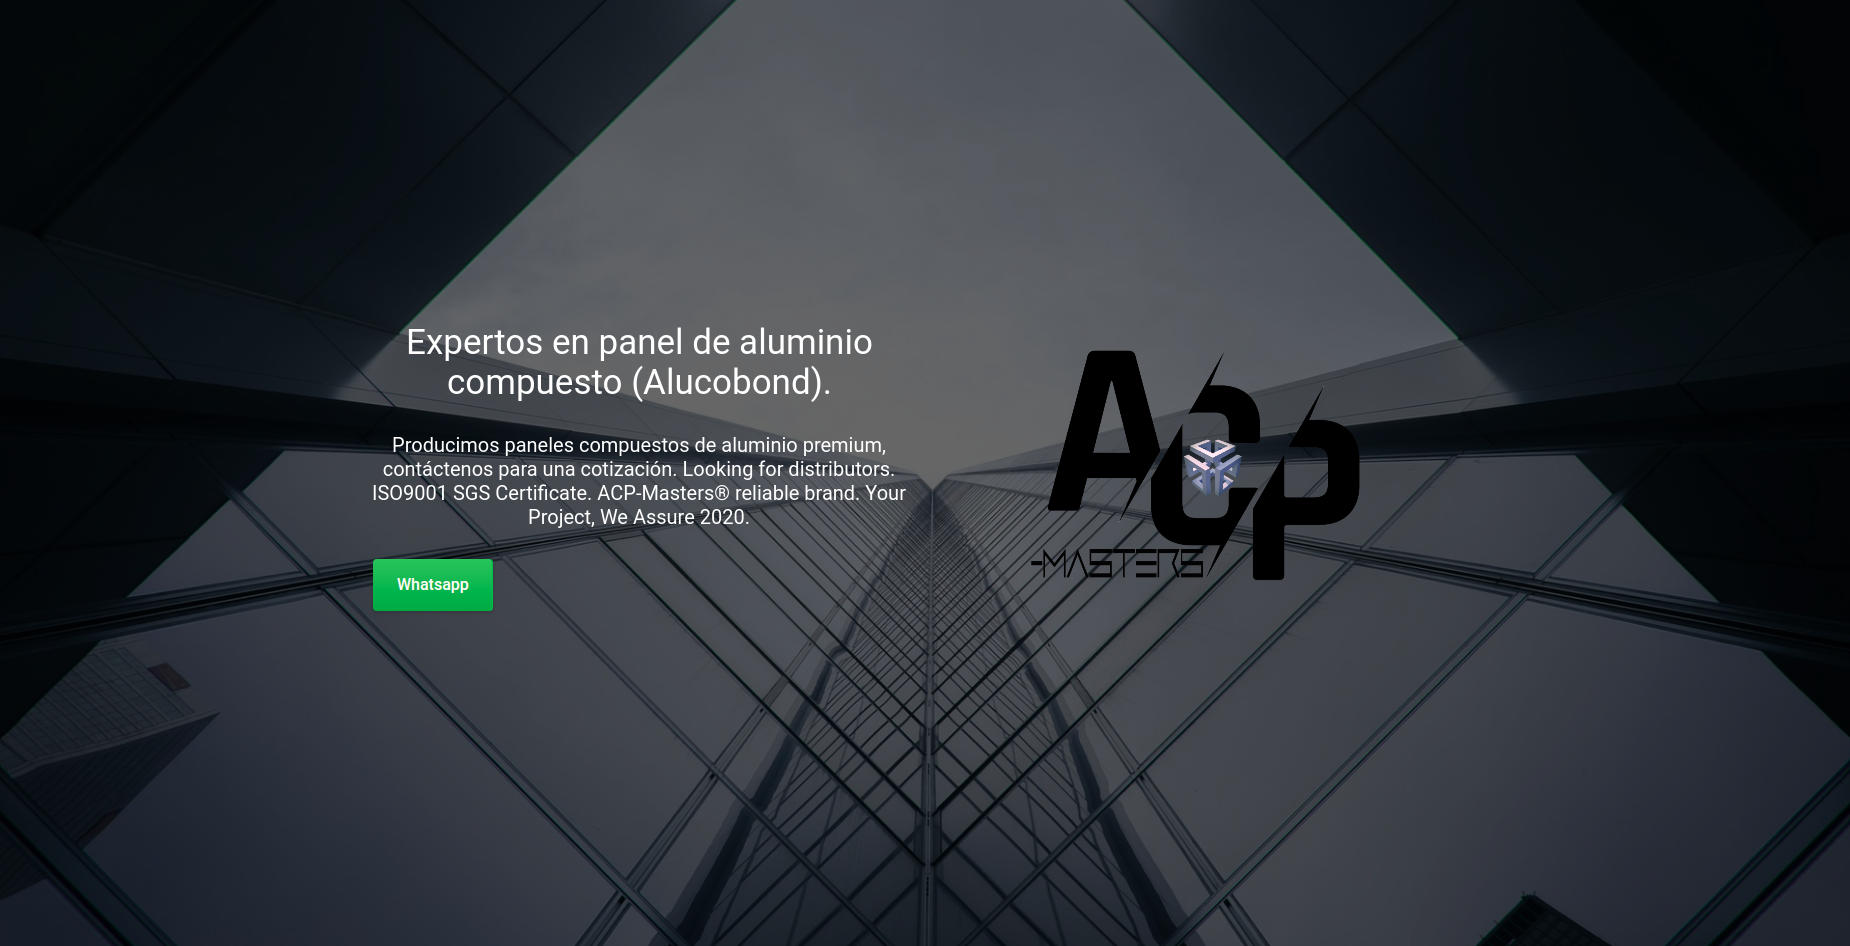 Expertos en panel de aluminio
compuesto (Alucobond).
Producimos paneles compuestos de aluminio premium,
contáctenos para una cotización. Looking for distributors.
ISO9001 SGS Certificate. ACP-Masters® reliable brand. Your
Project, We Assure 2020.
Whatsapp
ACP
-MASTERS